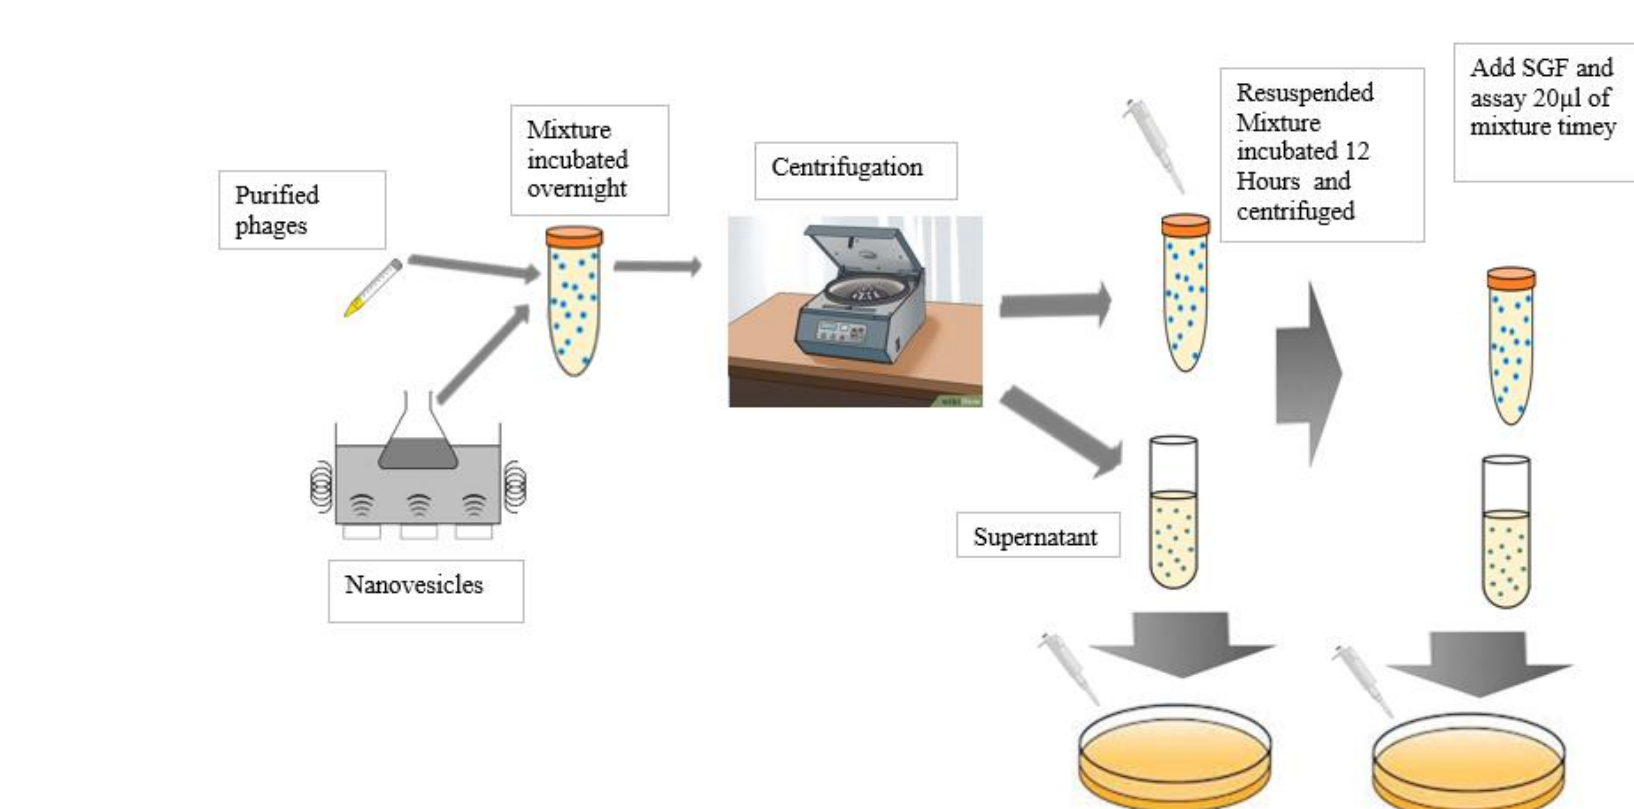 Purified
phages
Mixture
incubated
overnight
Centrifugation
Resuspended
Mixture
incubated 12
Hours and
centrifuged
Add SGF and
assay 20µl of
mixture timey
Supernatant
Nanovesicles